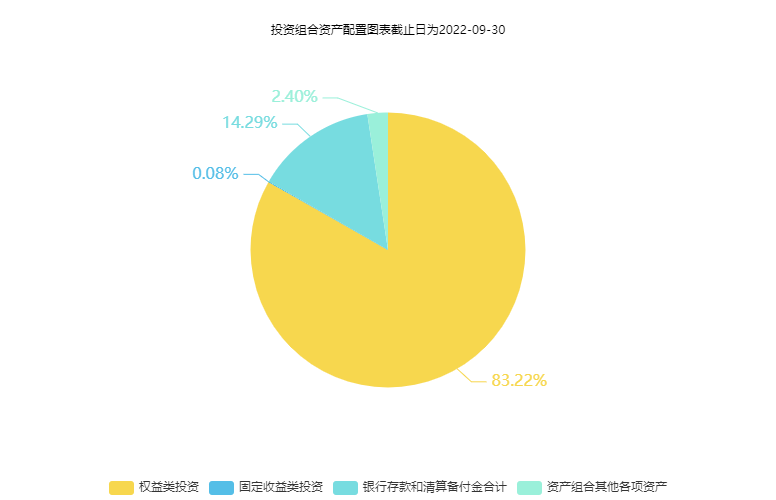 投资组合资产配置图表截止日为2022-09-30
2.40%
14.29%
0.08%
83.22%
权益类投资 固定收益类投资 银行存款和清算备付金合计 资产组合其他各项资产